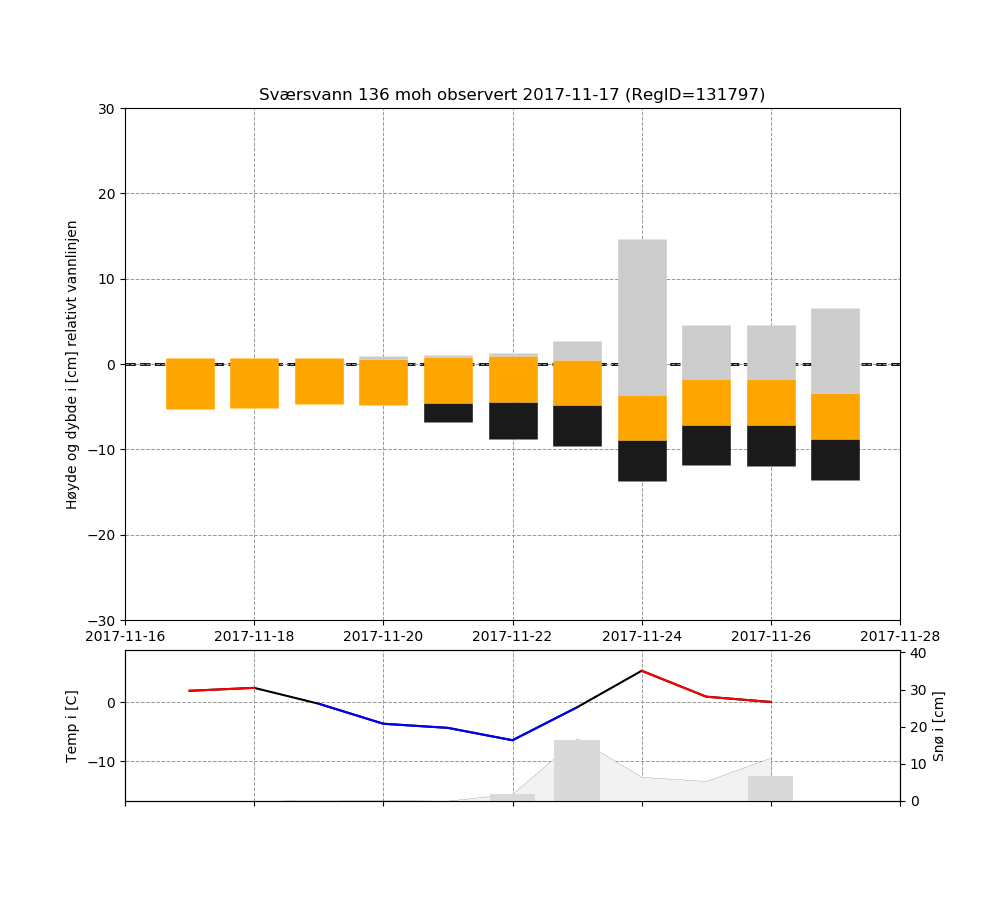 Sværsvann 136 moh observert 2017-11-17 (RegID=131797)
Høyde og dybde i [cm] relativt vannlinjen
30
20
10
0
−10
−20
−30
2017-11-16 2017-11-18 2017-11-20 2017-11-22 2017-11-24 2017-11-26 2017-11-28
Temp i [C]
0
−10
40
30
20
10
0
Snø i [cm]